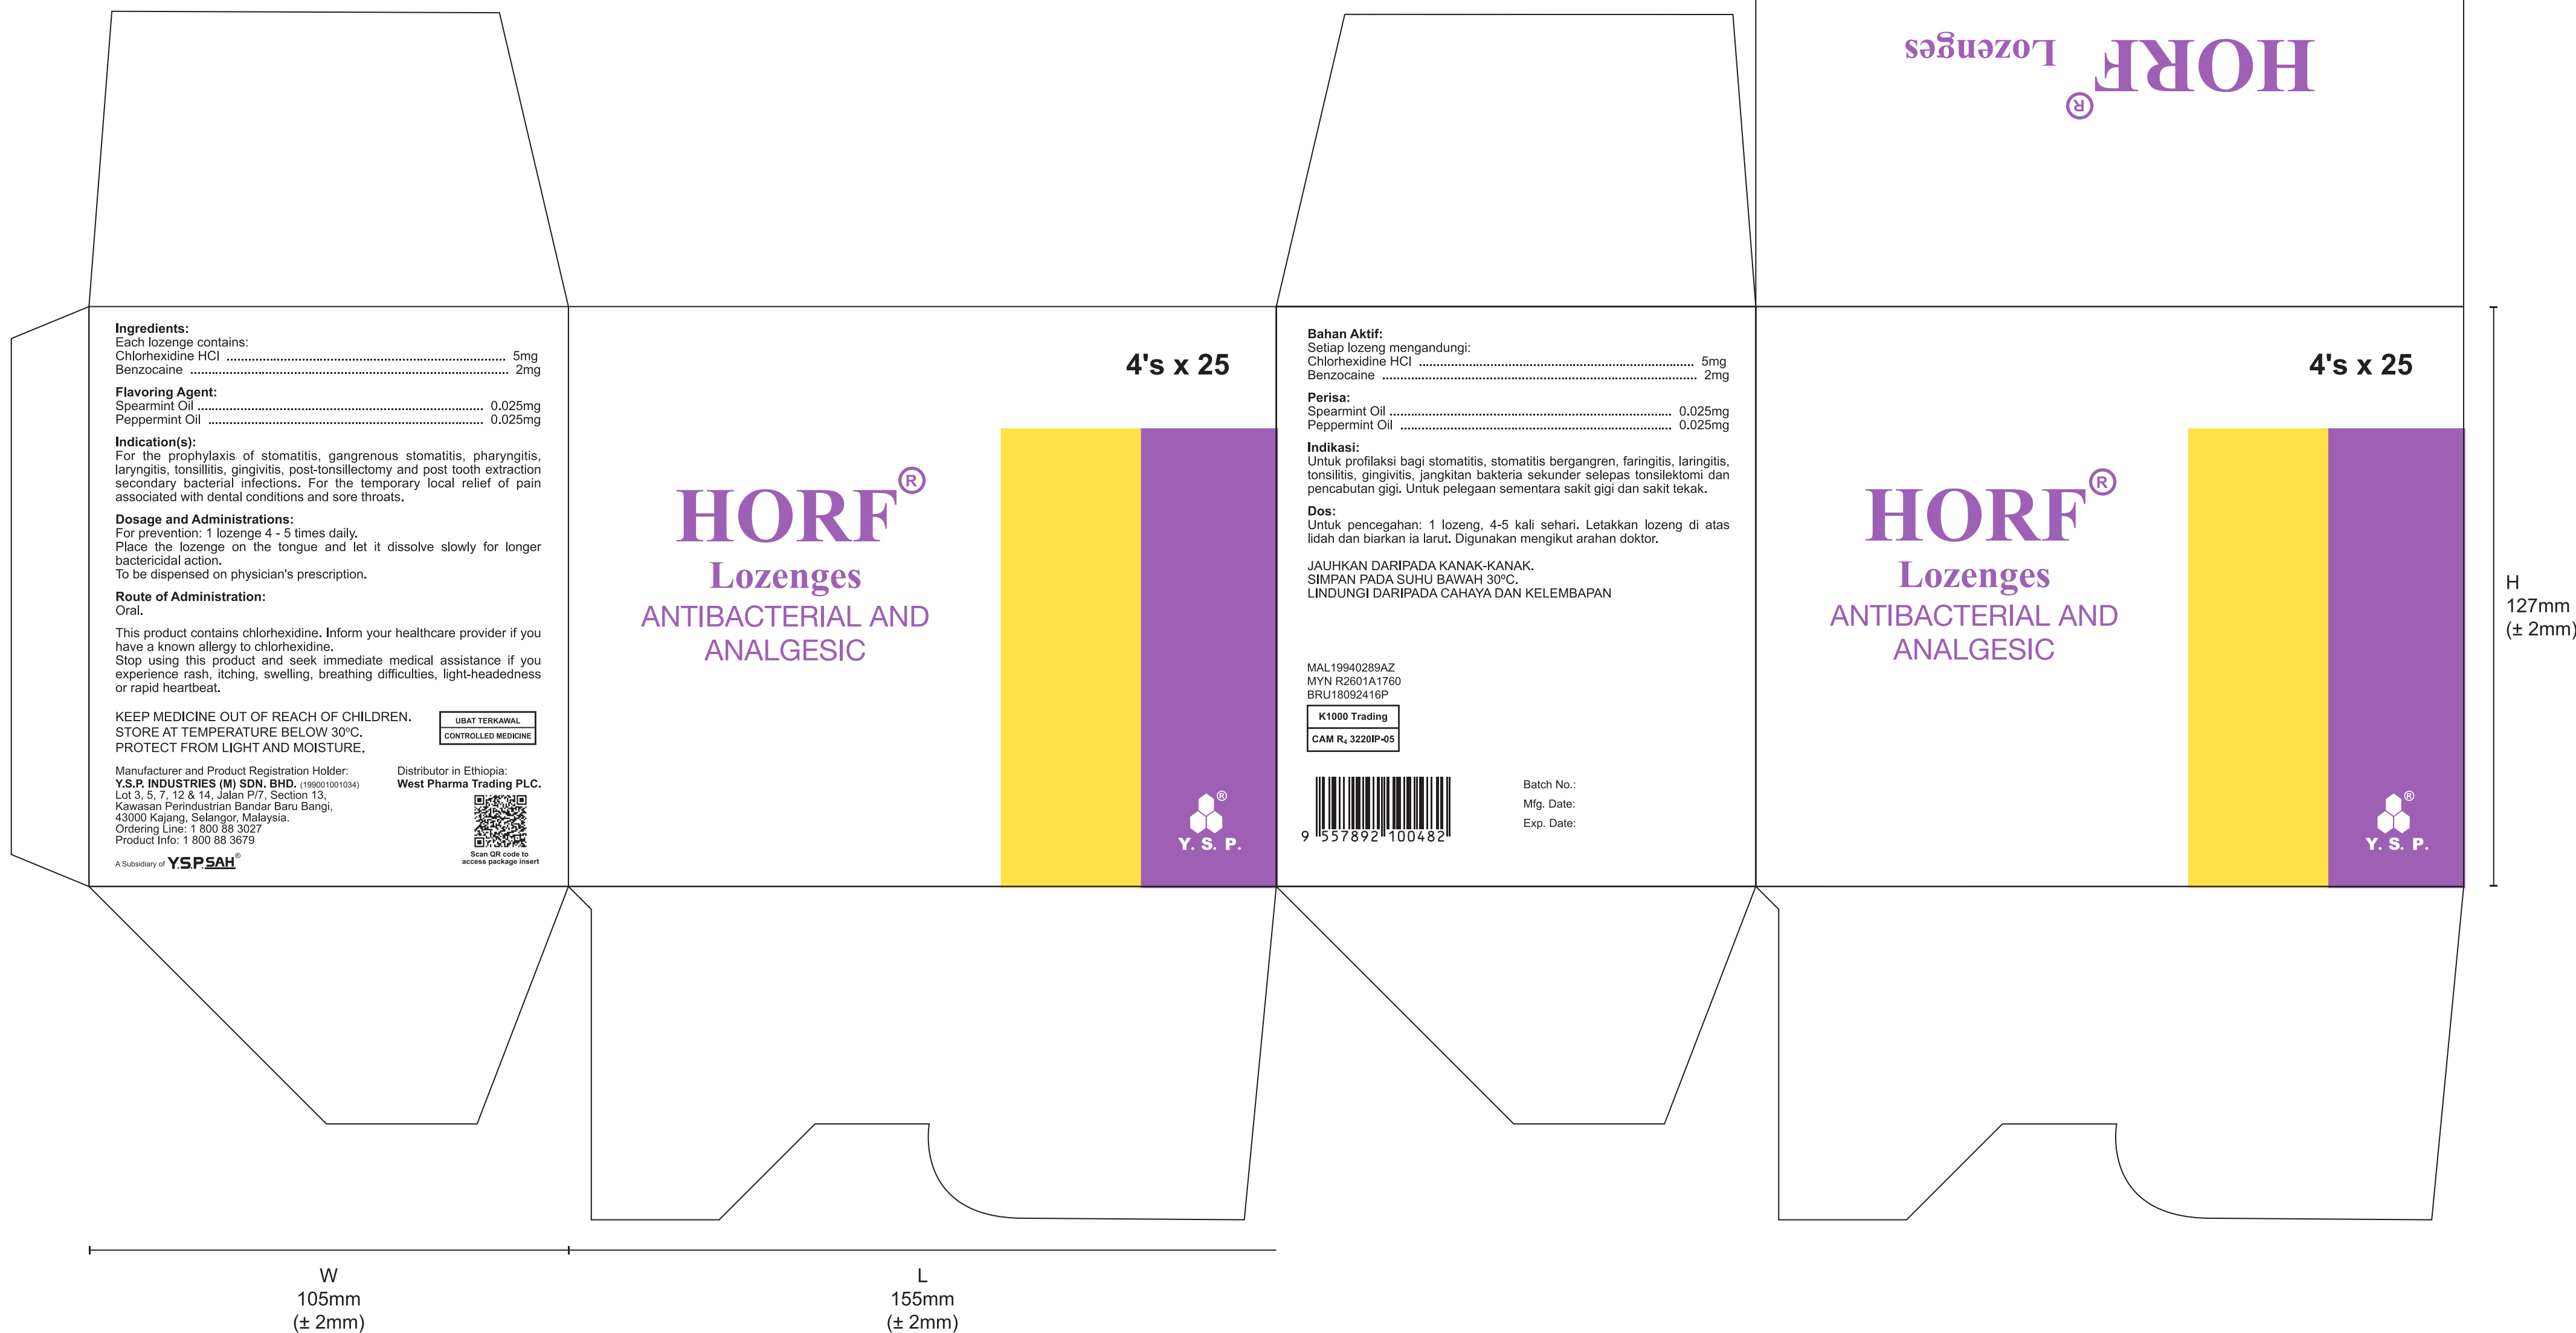 HORF®
Lozenges
Ingredients:
Each lozenge contains:
Chlorhexidine HCl ........................................ 5mg
Benzocaine ........................................ 2mg
Flavoring Agent:
Spearmint Oil ........................................ 0.025mg
Peppermint Oil ........................................ 0.025mg
Indication(s):
For the prophylaxis of stomatitis, gangrenous stomatitis, pharyngitis,
laryngitis, tonsillitis, gingivitis, post-tonsillectomy and post tooth extraction
secondary bacterial infections. For the temporary local relief of pain
associated with dental conditions and sore throats.
Dosage and Administrations:
For prevention: 1 lozenge 4 - 5 times daily.
Place the lozenge on the tongue and let it dissolve slowly for longer
bactericidal action.
To be dispensed on physician's prescription.
Route of Administration:
Oral.
This product contains chlorhexidine. Inform your healthcare provider if you
have a known allergy to chlorhexidine.
Stop using this product and seek immediate medical assistance if you
experience rash, itching, swelling, breathing difficulties, light-headedness
or rapid heartbeat.
KEEP MEDICINE OUT OF REACH OF CHILDREN.
STORE AT TEMPERATURE BELOW 30ºC.
PROTECT FROM LIGHT AND MOISTURE.
UBAT TERKAWAL
CONTROLLED MEDICINE
Manufacturer and Product Registration Holder:
Y.S.P. INDUSTRIES (M) SDN. BHD. (199001001034)
Lot 3, 5, 7, 12 & 14, Jalan P/7, Section 13,
Kawasan Perindustrian Bandar Baru Bangi,
43000 Kajang, Selangor, Malaysia.
Ordering Line: 1 800 88 3027
Product Info: 1 800 88 3679
A Subsidiary of Y.S.P.SAH®
Distributor in Ethiopia:
West Pharma Trading PLC.
Scan QR code to
access package insert
4's x 25
HORF®
Lozenges
ANTIBACTERIAL AND
ANALGESIC
®
Y. S. P.
Bahan Aktif:
Setiap lozeng mengandungi:
Chlorhexidine HCl ........................................ 5mg
Benzocaine ........................................ 2mg
Perisa:
Spearmint Oil ........................................ 0.025mg
Peppermint Oil ........................................ 0.025mg
Indikasi:
Untuk profilaksi bagi stomatitis, stomatitis bergangren, faringitis, laringitis,
tonsilitis, gingivitis, jangkitan bakteria sekunder selepas tonsilektomi dan
pencabutan gigi. Untuk pelegaan sementara sakit gigi dan sakit tekak.
Dos:
Untuk pencegahan: 1 lozeng, 4-5 kali sehari. Letakkan lozeng di atas
lidah dan biarkan ia larut. Digunakan mengikut arahan doktor.
JAUHKAN DARIPADA KANAK-KANAK.
SIMPAN PADA SUHU BAWAH 30ºC.
LINDUNGI DARIPADA CAHAYA DAN KELEMBAPAN
MAL19940289AZ
MYN R2601A1760
BRU18092416P
K1000 Trading
CAM R₄ 3220IP-05
9 557892 100482
Batch No.:
Mfg. Date:
Exp. Date:
4's x 25
HORF®
Lozenges
ANTIBACTERIAL AND
ANALGESIC
®
Y. S. P.
H
127mm
(± 2mm)
W
105mm
(± 2mm)
L
155mm
(± 2mm)